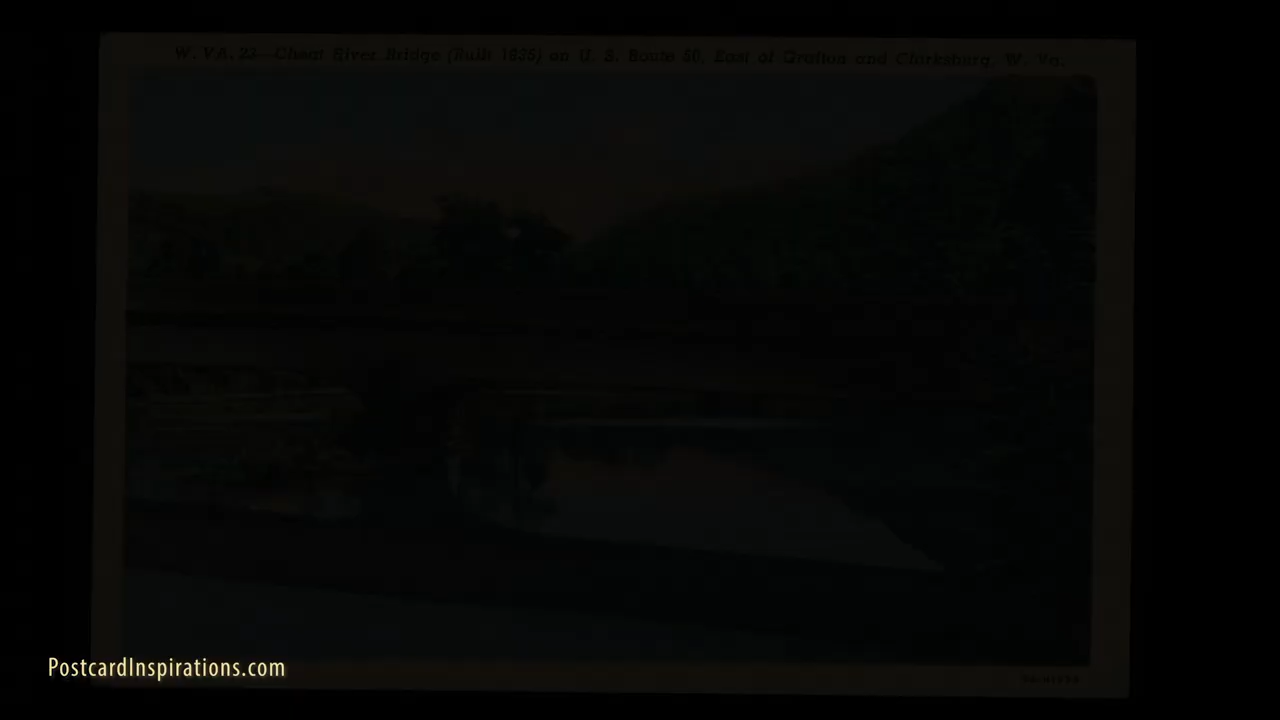 W. VA. 23 Cheat River Bridge (Built 1935) on U. S. Route 50, East of Grafton and Clarksburg, W. Va.
PostcardInspirations.com